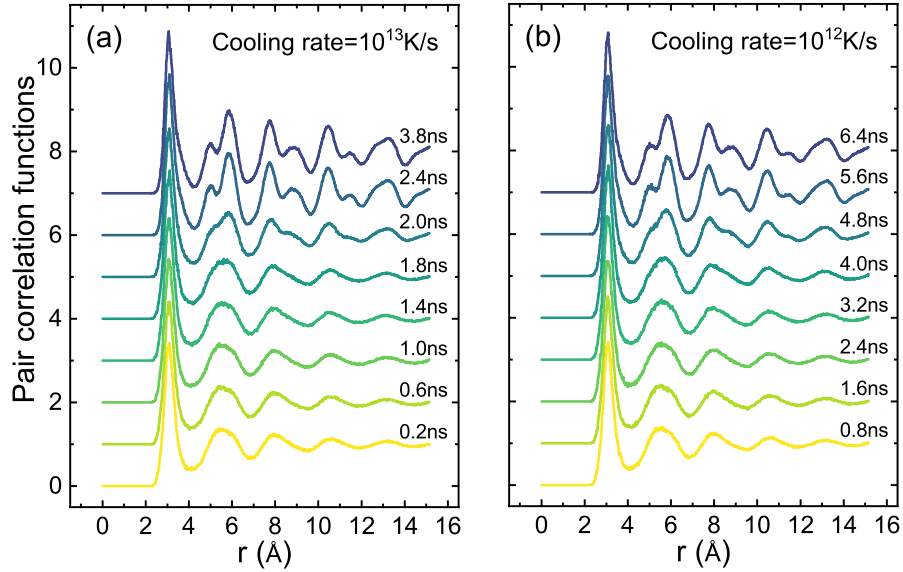 (a) Cooling rate=10¹³K/s
(b) Cooling rate=10¹²K/s
Pair correlation functions
10
8
6
4
2
0
3.8ns
2.4ns
2.0ns
1.8ns
1.4ns
1.0ns
0.6ns
0.2ns
6.4ns
5.6ns
4.8ns
4.0ns
3.2ns
2.4ns
1.6ns
0.8ns
0 2 4 6 8 10 12 14 16
0 2 4 6 8 10 12 14 16
r (Å)
r (Å)